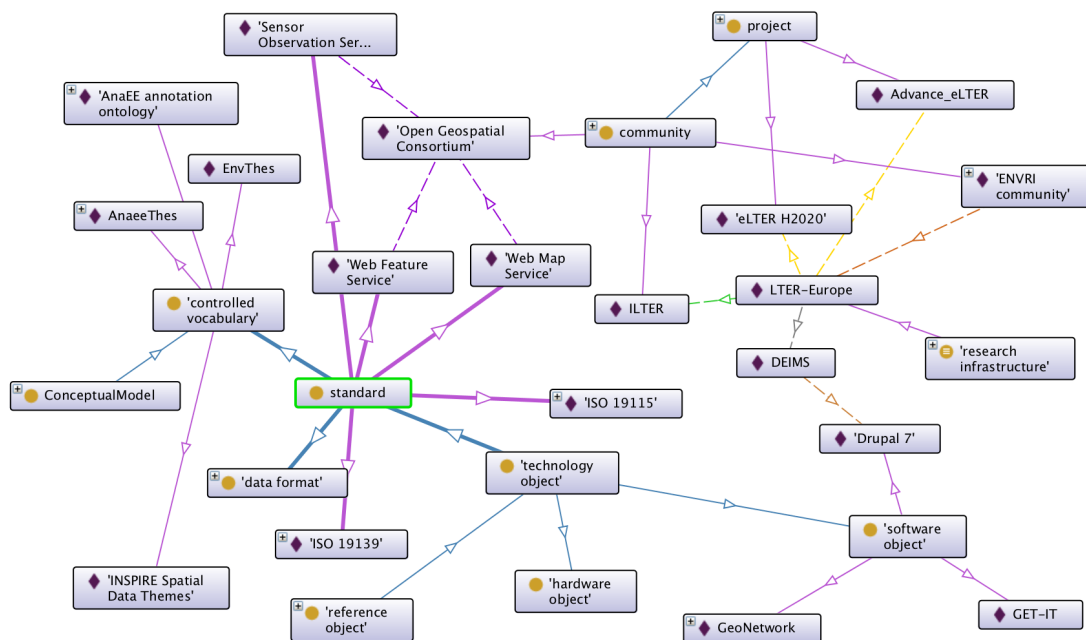 'Sensor
Observation Ser...
project
'AnaEE annotation
ontology'
Advance_eLTER
'Open Geospatial
Consortium'
community
EnvThes
'ENVRI
community'
AnaeeThes
'eLTER H2020'
'Web Feature
Service'
'Web Map
Service'
LTER-Europe
'controlled
vocabulary'
ILTER
'research
infrastructure'
DEIMS
ConceptualModel
standard
'ISO 19115'
'Drupal 7'
'technology
object'
'data format'
'software
object'
'ISO 19139'
'INSPIRE Spatial
Data Themes'
'hardware
object'
'reference
object'
GeoNetwork
GET-IT